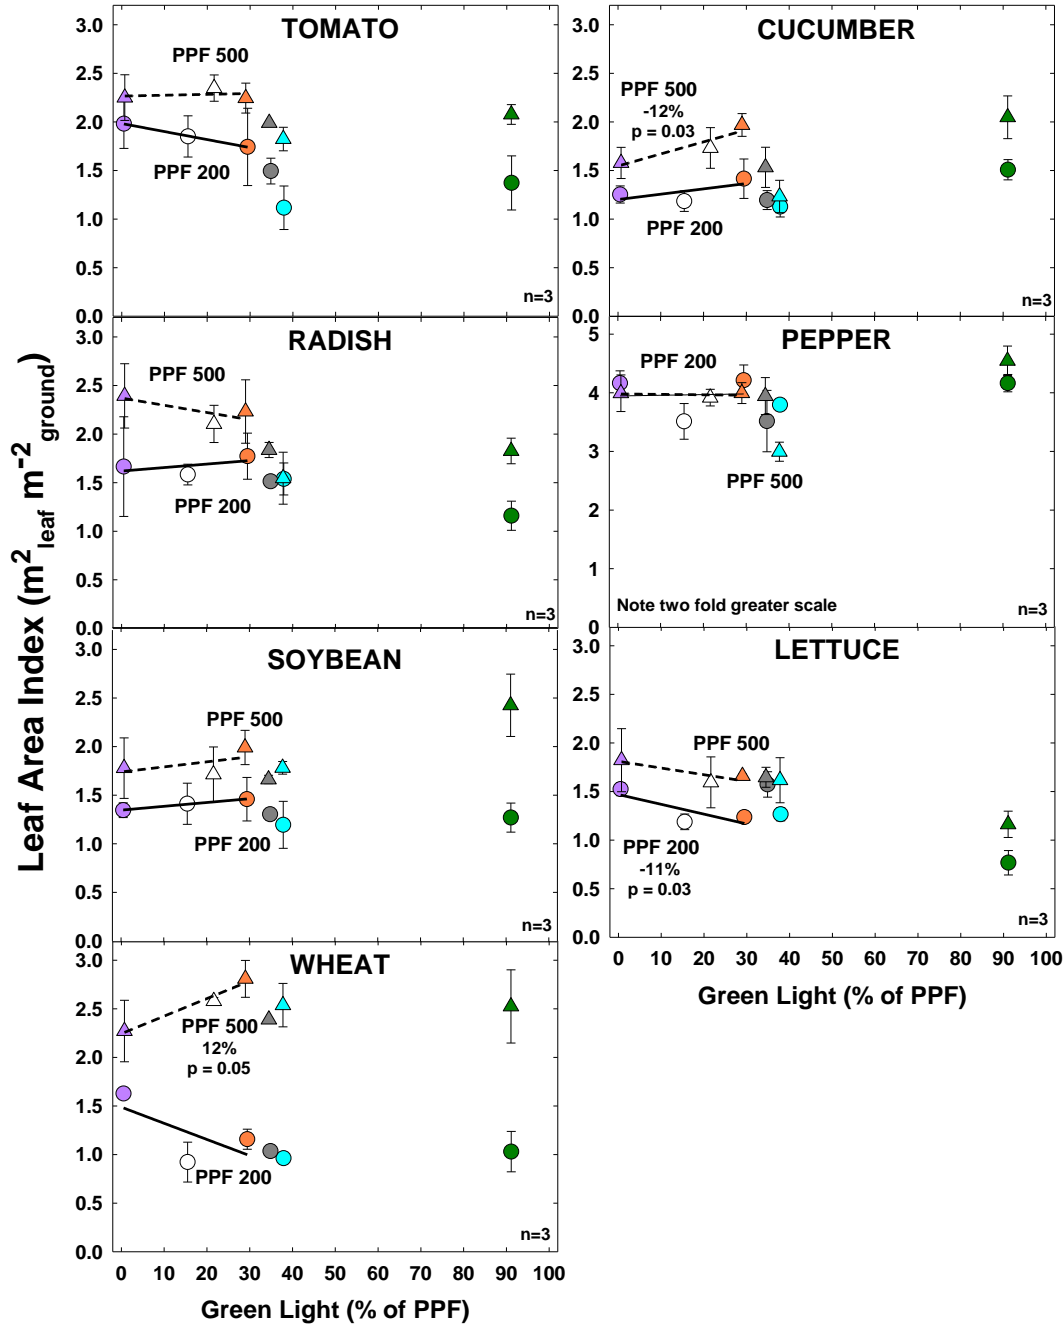 Leaf Area Index (m2leaf m-2ground)
TOMATO
3.0
2.5
2.0
1.5
1.0
0.5
0.0
PPF 500
PPF 200
n=3
CUCUMBER
3.0
2.5
2.0
1.5
1.0
0.5
0.0
PPF 500
-12%
p = 0.03
PPF 200
n=3
RADISH
3.0
2.5
2.0
1.5
1.0
0.5
0.0
PPF 500
PPF 200
n=3
PEPPER
5
4
3
2
1
0
PPF 200
PPF 500
Note two fold greater scale
n=3
SOYBEAN
3.0
2.5
2.0
1.5
1.0
0.5
0.0
PPF 500
PPF 200
n=3
LETTUCE
3.0
2.5
2.0
1.5
1.0
0.5
0.0
PPF 500
PPF 200
-11%
p = 0.03
n=3
0 10 20 30 40 50 60 70 80 90 100
Green Light (% of PPF)
WHEAT
3.0
2.5
2.0
1.5
1.0
0.5
0.0
PPF 500
12%
p = 0.05
PPF 200
n=3
0 10 20 30 40 50 60 70 80 90 100
Green Light (% of PPF)